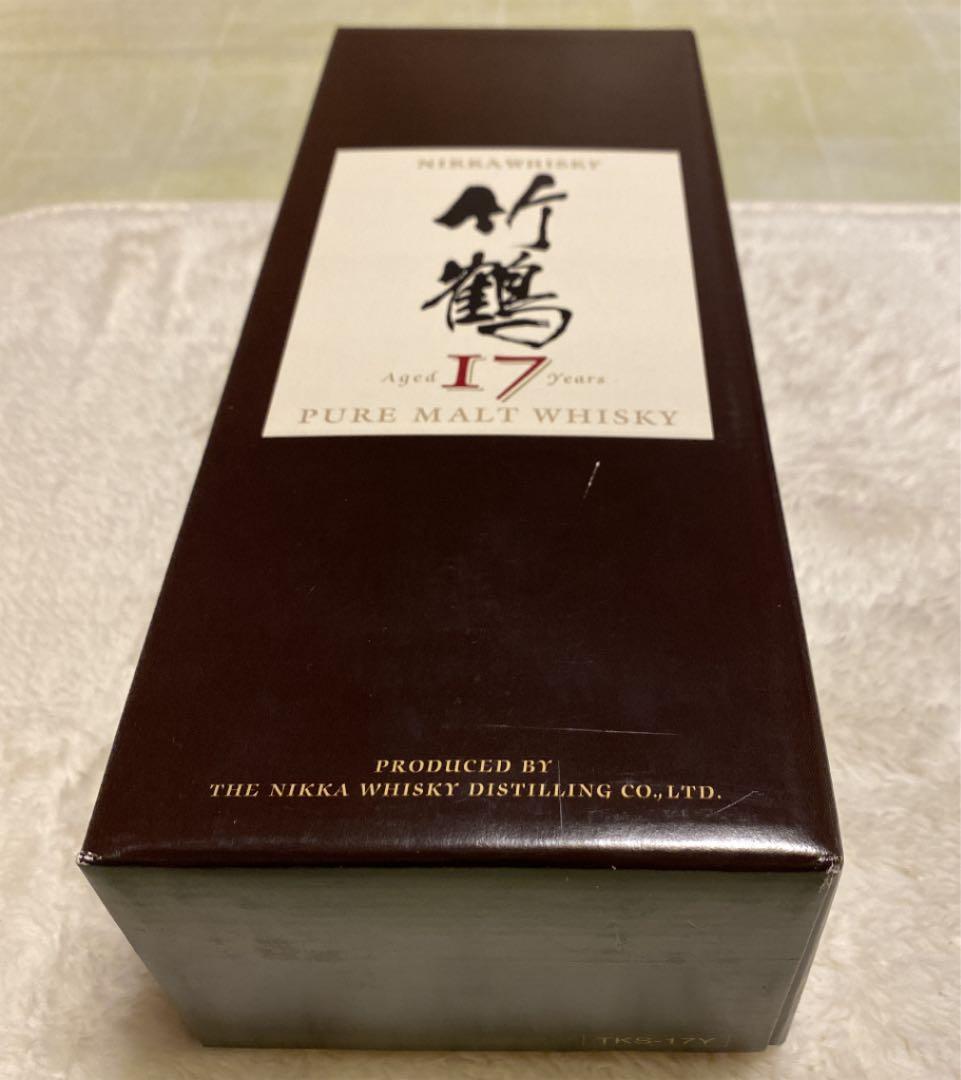 NIKKA WHISKY
竹
鶴
Aged 17 Years
PURE MALT WHISKY
PRODUCED BY
THE NIKKA WHISKY DISTILLING CO.,LTD.
TKS-17Y